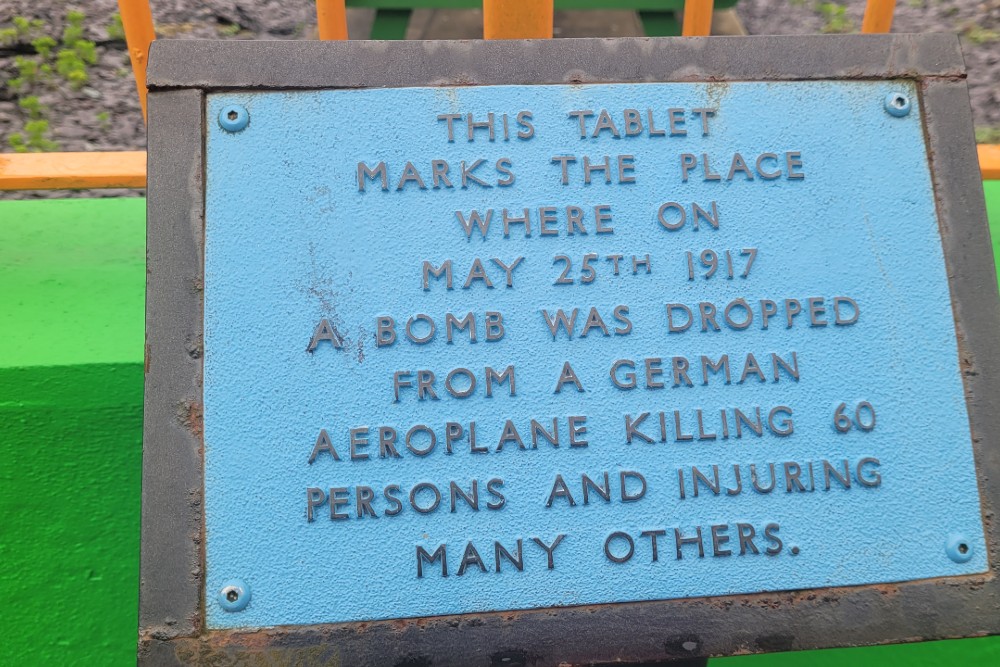 THIS TABLET
MARKS THE PLACE
WHERE ON
MAY 25TH 1917
A BOMB WAS DROPPED
FROM A GERMAN
AEROPLANE KILLING 60
PERSONS AND INJURING
MANY OTHERS.